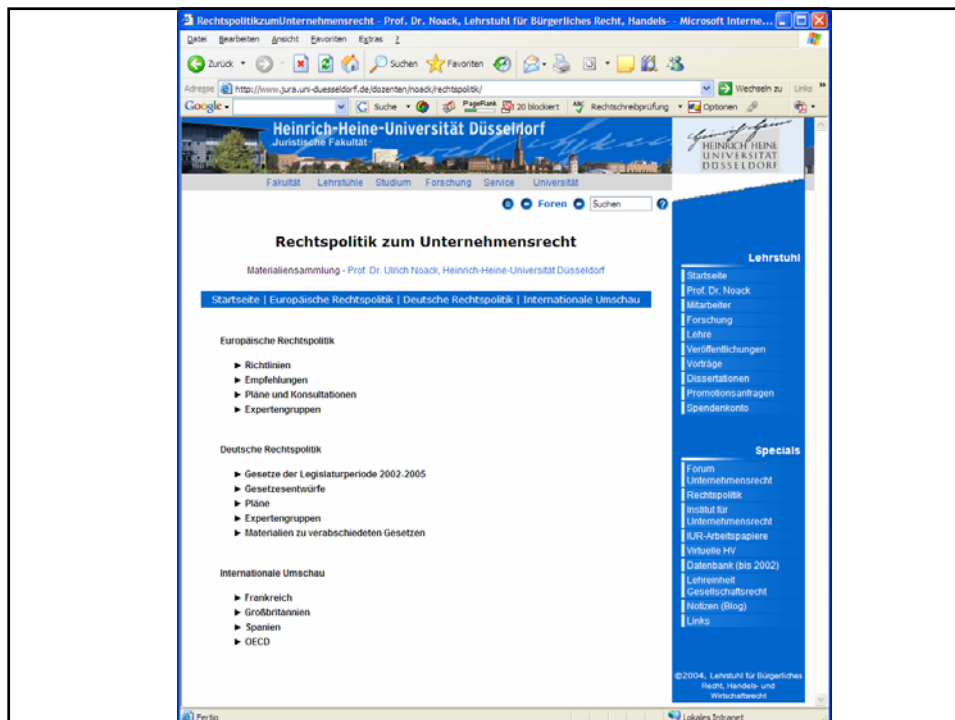 RechtspolitikzumUnternehmensrecht - Prof. Dr. Noack, Lehrstuhl für Bürgerliches Recht, Handels- - Microsoft Interne...
Datei Bearbeiten Ansicht Favoriten Extras ?
Zurück Suchen Favoriten
Adresse http://www.jura.uni-duesseldorf.de/dozenten/noack/rechtspolitik/ Wechseln zu Links »
Google Suche PageRank 20 blockiert Rechtschreibprüfung Optionen
Heinrich-Heine-Universität Düsseldorf
Juristische Fakultät
HEINRICH HEINE
UNIVERSITÄT
DÜSSELDORF
Fakultät Lehrstühle Studium Forschung Service Universität
Foren Suchen ?
Rechtspolitik zum Unternehmensrecht
Materialiensammlung - Prof. Dr. Ulrich Noack, Heinrich-Heine-Universität Düsseldorf
Startseite | Europäische Rechtspolitik | Deutsche Rechtspolitik | Internationale Umschau
Europäische Rechtspolitik
► Richtlinien
► Empfehlungen
► Pläne und Konsultationen
► Expertengruppen
Deutsche Rechtspolitik
► Gesetze der Legislaturperiode 2002-2005
► Gesetzesentwürfe
► Pläne
► Expertengruppen
► Materialien zu verabschiedeten Gesetzen
Internationale Umschau
► Frankreich
► Großbritannien
► Spanien
► OECD
Lehrstuhl
Startseite
Prof. Dr. Noack
Mitarbeiter
Forschung
Lehre
Veröffentlichungen
Vorträge
Dissertationen
Promotionsanfragen
Spendenkonto
Specials
Forum
Unternehmensrecht
Rechtspolitik
Institut für
Unternehmensrecht
IUR-Arbeitspapiere
Virtuelle HV
Datenbank (bis 2002)
Lehreinheit
Gesellschaftsrecht
Notizen (Blog)
Links
©2004, Lehrstuhl für Bürgerliches
Recht, Handels- und
Wirtschaftsrecht
Fertig Lokales Intranet